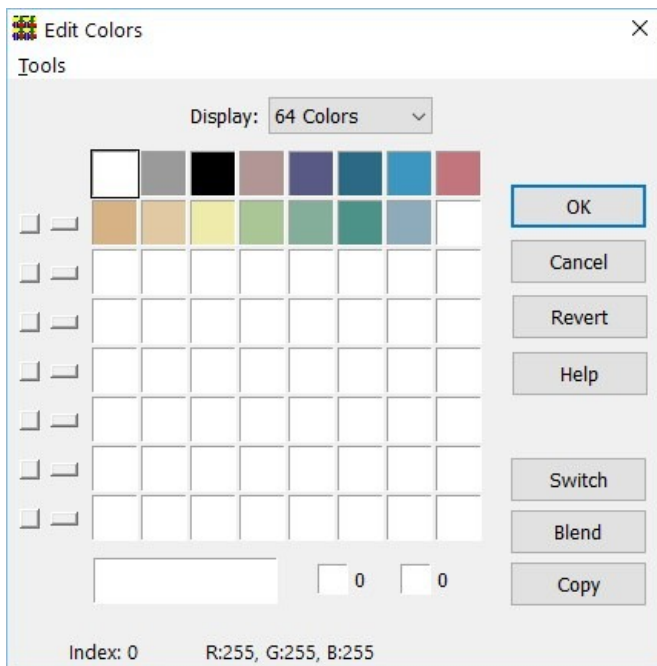 Edit Colors
Tools
Display: 64 Colors
OK
Cancel
Revert
Help
Switch
Blend
0 0 Copy
Index: 0 R:255, G:255, B:255